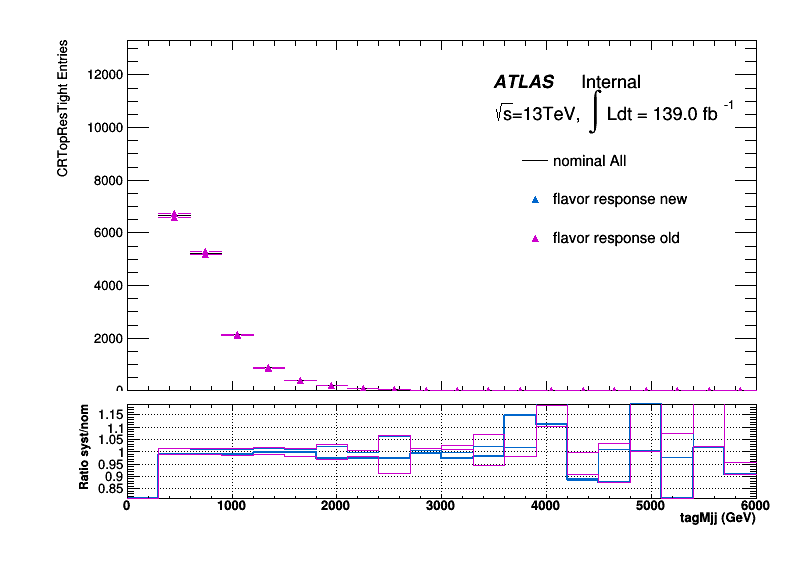 CRTopResTight Entries
12000
10000
8000
6000
4000
2000
0
ATLAS Internal
√s=13TeV, ∫ Ldt = 139.0 fb -1
nominal All
flavor response new
flavor response old
Ratio syst/nom
1.15
1.1
1.05
1
0.95
0.9
0.85
0 1000 2000 3000 4000 5000 6000
tagMjj (GeV)